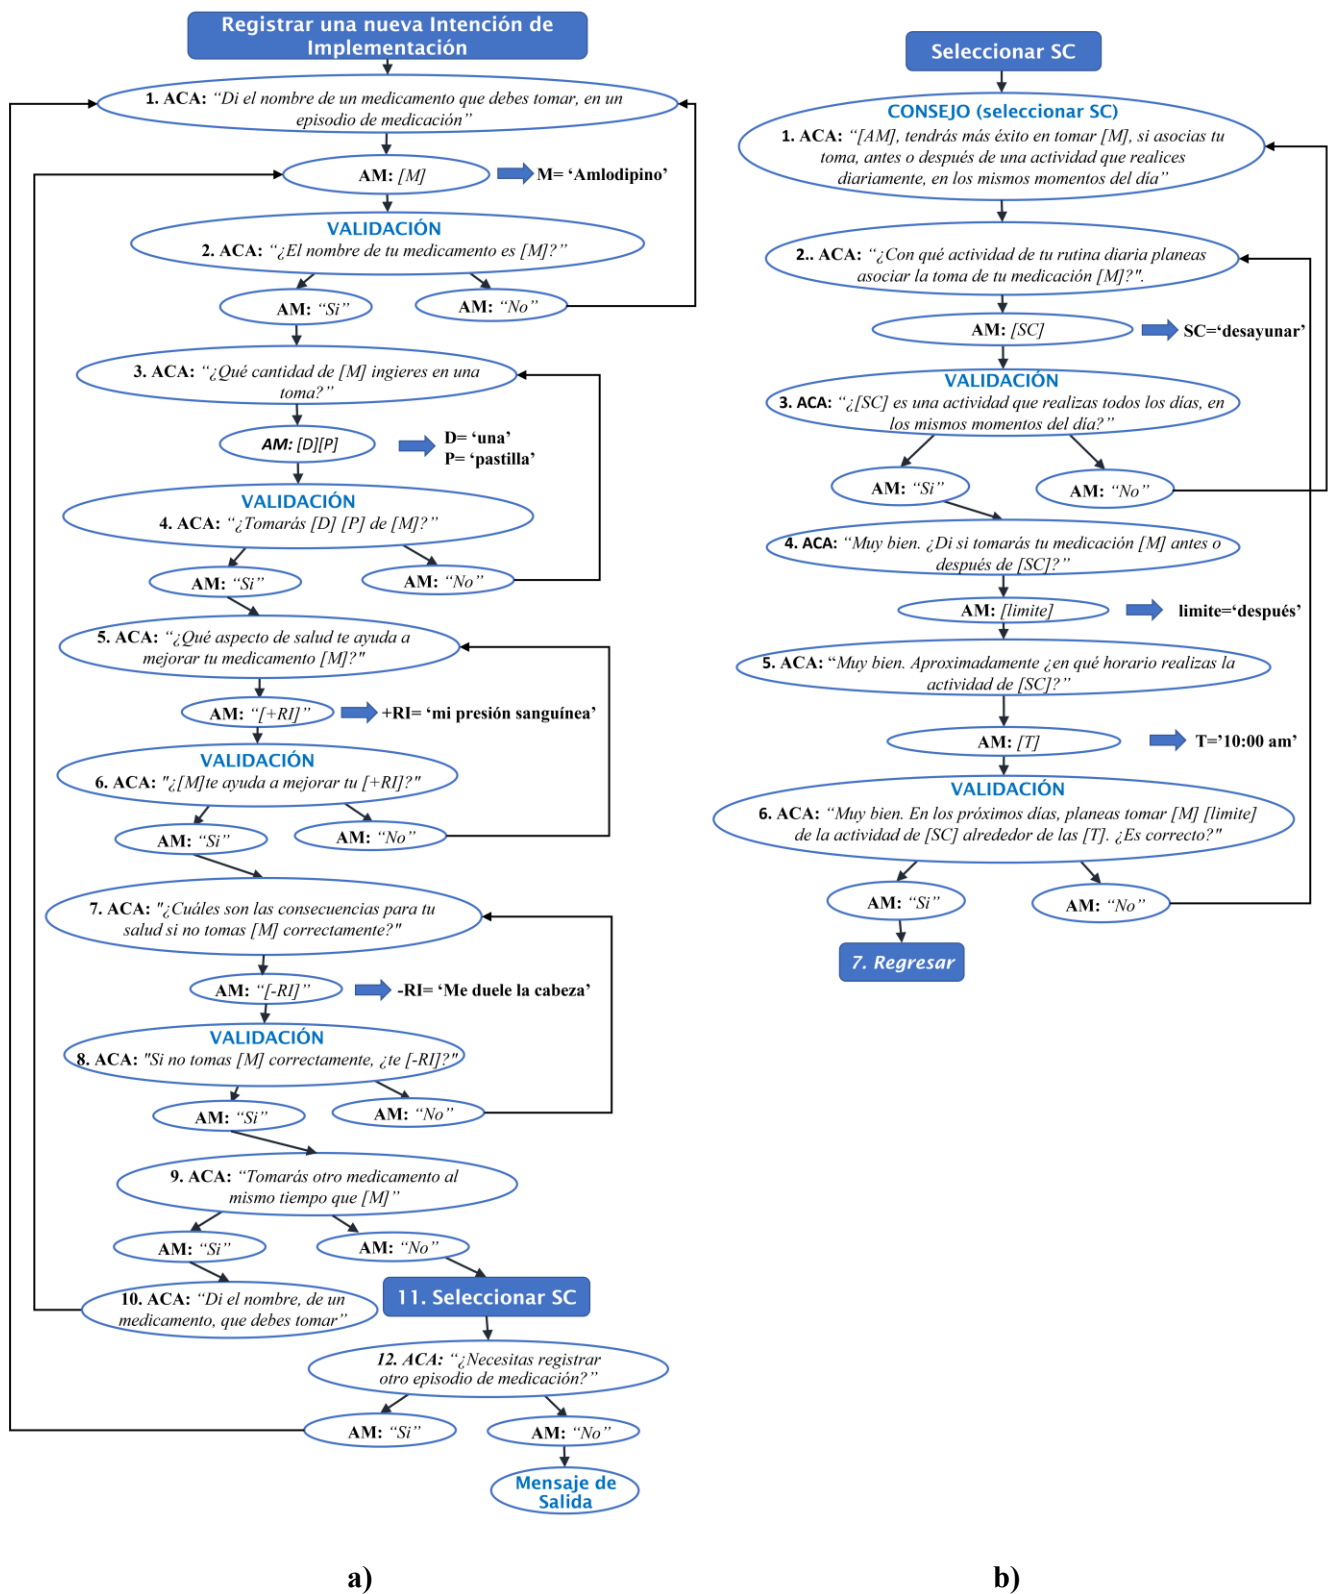 Registrar una nueva Intención de
Implementación
1. ACA: “Di el nombre de un medicamento que debes tomar, en un
episodio de medicación”
AM: [M]
M= ‘Amlodipino’
VALIDACIÓN
2. ACA: “¿El nombre de tu medicamento es [M]?”
AM: “Si”
AM: “No”
3. ACA: “¿Qué cantidad de [M] ingieres en una
toma?”
AM: [D][P]
D= ‘una’
P= ‘pastilla’
VALIDACIÓN
4. ACA: “¿Tomarás [D] [P] de [M]?”
AM: “Si”
AM: “No”
5. ACA: “¿Qué aspecto de salud te ayuda a
mejorar tu medicamento [M]?"
AM: “[+RI]”
+RI= ‘mi presión sanguínea’
VALIDACIÓN
6. ACA: "¿[M]te ayuda a mejorar tu [+RI]?"
AM: “Si”
AM: “No”
7. ACA: "¿Cuáles son las consecuencias para tu
salud si no tomas [M] correctamente?"
AM: “[-RI]”
-RI= ‘Me duele la cabeza’
VALIDACIÓN
8. ACA: "Si no tomas [M] correctamente, ¿te [-RI]?"
AM: “Si”
AM: “No”
9. ACA: “Tomarás otro medicamento al
mismo tiempo que [M]”
AM: “Si”
AM: “No”
10. ACA: “Di el nombre, de un
medicamento, que debes tomar”
11. Seleccionar SC
12. ACA: “¿Necesitas registrar
otro episodio de medicación?”
AM: “Si”
AM: “No”
Mensaje de
Salida
a)
Seleccionar SC
CONSEJO (seleccionar SC)
1. ACA: “[AM], tendrás más éxito en tomar [M], si asocias tu
toma, antes o después de una actividad que realices
diariamente, en los mismos momentos del día”
2.. ACA: “¿Con qué actividad de tu rutina diaria planeas
asociar la toma de tu medicación [M]?".
AM: [SC]
SC=‘desayunar’
VALIDACIÓN
3. ACA: “¿[SC] es una actividad que realizas todos los días, en
los mismos momentos del día?”
AM: “Si”
AM: “No”
4. ACA: “Muy bien. ¿Di si tomarás tu medicación [M] antes o
después de [SC]?”
AM: [limite]
limite=‘después’
5. ACA: “Muy bien. Aproximadamente ¿en qué horario realizas la
actividad de [SC]?”
AM: [T]
T=’10:00 am’
VALIDACIÓN
6. ACA: “Muy bien. En los próximos días, planeas tomar [M] [limite]
de la actividad de [SC] alrededor de las [T]. ¿Es correcto?"
AM: “Si”
AM: “No”
7. Regresar
b)